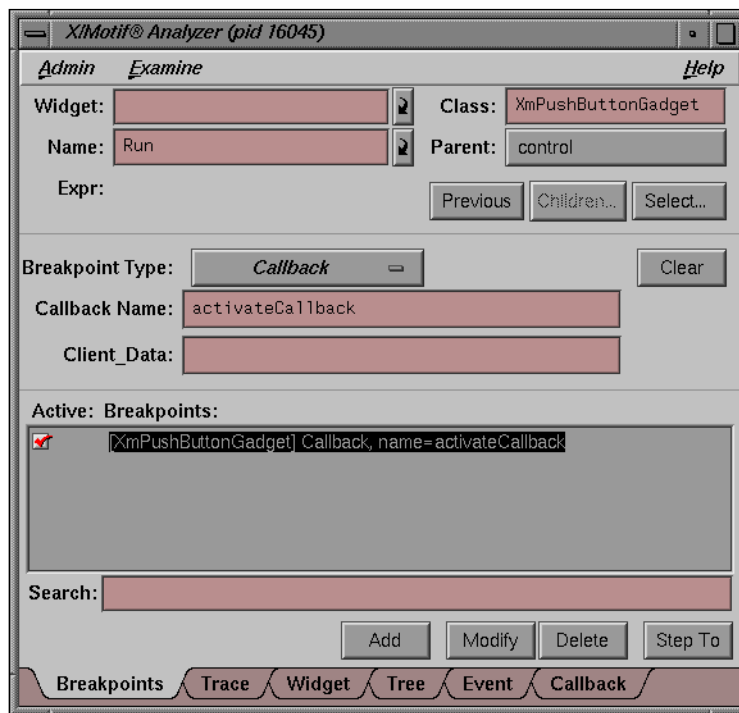 X/Motif® Analyzer (pid 16045)
Admin Examine Help
Widget: Class: XmPushButtonGadget
Name: Run Parent: control
Expr:
Previous Children... Select...
Breakpoint Type: Callback Clear
Callback Name: activateCallback
Client_Data:
Active: Breakpoints:
[XmPushButtonGadget] Callback, name=activateCallback
Search:
Add Modify Delete Step To
Breakpoints Trace Widget Tree Event Callback